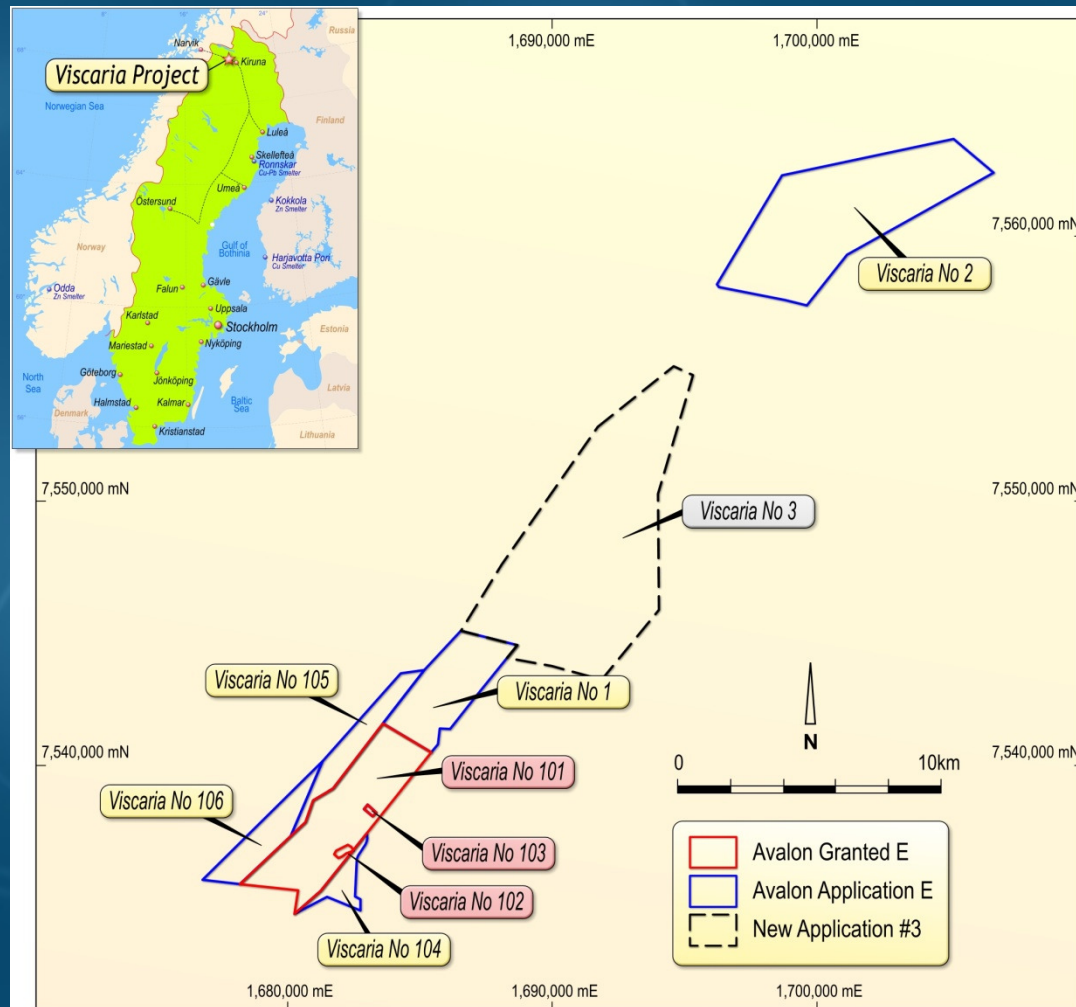 Viscaria Project
Narvik
Kiruna
Russia
Norwegian Sea
Finland
Luleå
Skellefteå
Ronnskar
Cu-Pb Smelter
Umeå
Kokkola
Zn Smelter
Östersund
Norway
Gulf of
Bothinia
Harjavotta Pori
Cu Smelter
Odda
Zn Smelter
Falun
Gävle
Uppsala
Karlstad
Stockholm
Estonia
Mariestad
Nyköping
North
Sea
Göteborg
Jönköping
Latvia
Denmark
Halmstad
Kalmar
Baltic
Sea
Kristianstad
Lithuania
1,690,000 mE
1,700,000 mE
7,560,000 mN
Viscaria No 2
7,550,000 mN
7,550,000 mN
Viscaria No 3
Viscaria No 105
Viscaria No 1
N
7,540,000 mN
7,540,000 mN
Viscaria No 101
0
10km
Viscaria No 106
Viscaria No 103
Viscaria No 102
Viscaria No 104
Avalon Granted E
Avalon Application E
New Application #3
1,680,000 mE
1,690,000 mE
1,700,000 mE